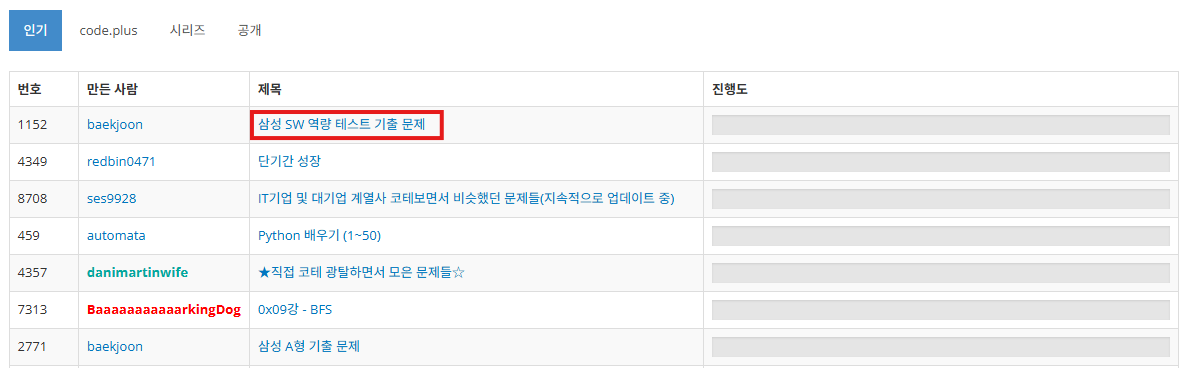 인기 code.plus 시리즈 공개
번호 만든 사람 제목 진행도
1152 baekjoon 삼성 SW 역량 테스트 기출 문제
4349 redbin0471 단기간 성장
8708 ses9928 IT기업 및 대기업 계열사 코테보면서 비슷했던 문제들(지속적으로 업데이트 중)
459 automata Python 배우기 (1~50)
4357 danimartinwife ★직접 코테 광탈하면서 모은 문제들☆
7313 BaaaaaaaaaarkingDog 0x09강 - BFS
2771 baekjoon 삼성 A형 기출 문제